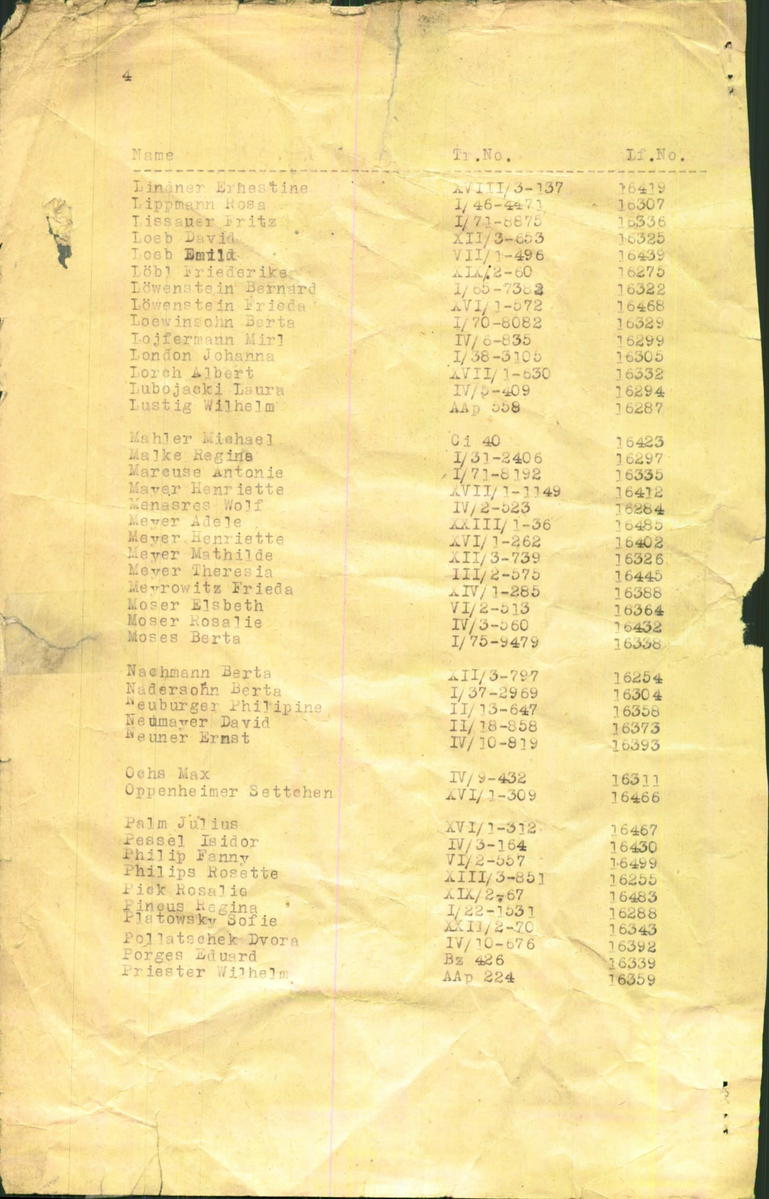 4
Name Tr.No. Lf.No.
Lindner Erhestine XVIII/3-137 16419
Lippmann Rosa I/46-4471 16307
Lissauer Fritz I/71-8875 16336
Loeb David XII/3-653 16325
Loeb Emild VII/1-496 16439
Löbl Friederike XIX/2-60 16275
Löwenstein Bernard I/65-7362 16322
Löwenstein Frieda XVI/1-572 16468
Loewinsohn Berta I/70-8082 16329
Lojfermann Mirl IV/6-835 16299
London Johanna I/38-3105 16305
Lorch Albert XVII/1-630 16332
Lubojacki Laura IV/5-409 16294
Lustig Wilhelm AAp 558 16287
Mahler Michael Ci 40 16423
Malke Regina I/31-2406 16297
Marcuse Antonie I/71-8192 16335
Mayer Henriette XVII/1-1149 16412
Menasres Wolf IV/2-523 16284
Meyer Adele XXIII/1-36 16485
Meyer Henriette XVI/1-262 16402
Meyer Mathilde XII/3-739 16326
Meyer Theresia III/2-575 16445
Meyrowitz Frieda XIV/1-285 16388
Moser Elsbeth VI/2-513 16364
Moser Rosalie IV/3-560 16432
Moses Berta I/75-9479 16338
Nachmann Berta XII/3-797 16254
Nadersohn Berta I/37-2969 16304
Neuburger Philipine II/13-647 16358
Neumayer David II/18-858 16373
Neuner Ernst IV/10-819 16393
Ochs Max IV/9-432 16311
Oppenheimer Settchen XVI/1-309 16466
Palm Julius XVI/1-312 16467
Pessel Isidor IV/3-164 16430
Philip Fanny VI/2-557 16499
Philips Rosette XIII/3-851 16255
Pick Rosalie XIX/2-67 16483
Pincus Regina I/22-1531 16288
Platowsky Sofie XXII/2-70 16343
Pollatschek Dvora IV/10-676 16392
Porges Eduard Bz 426 16339
Priester Wilhelm AAp 224 16359